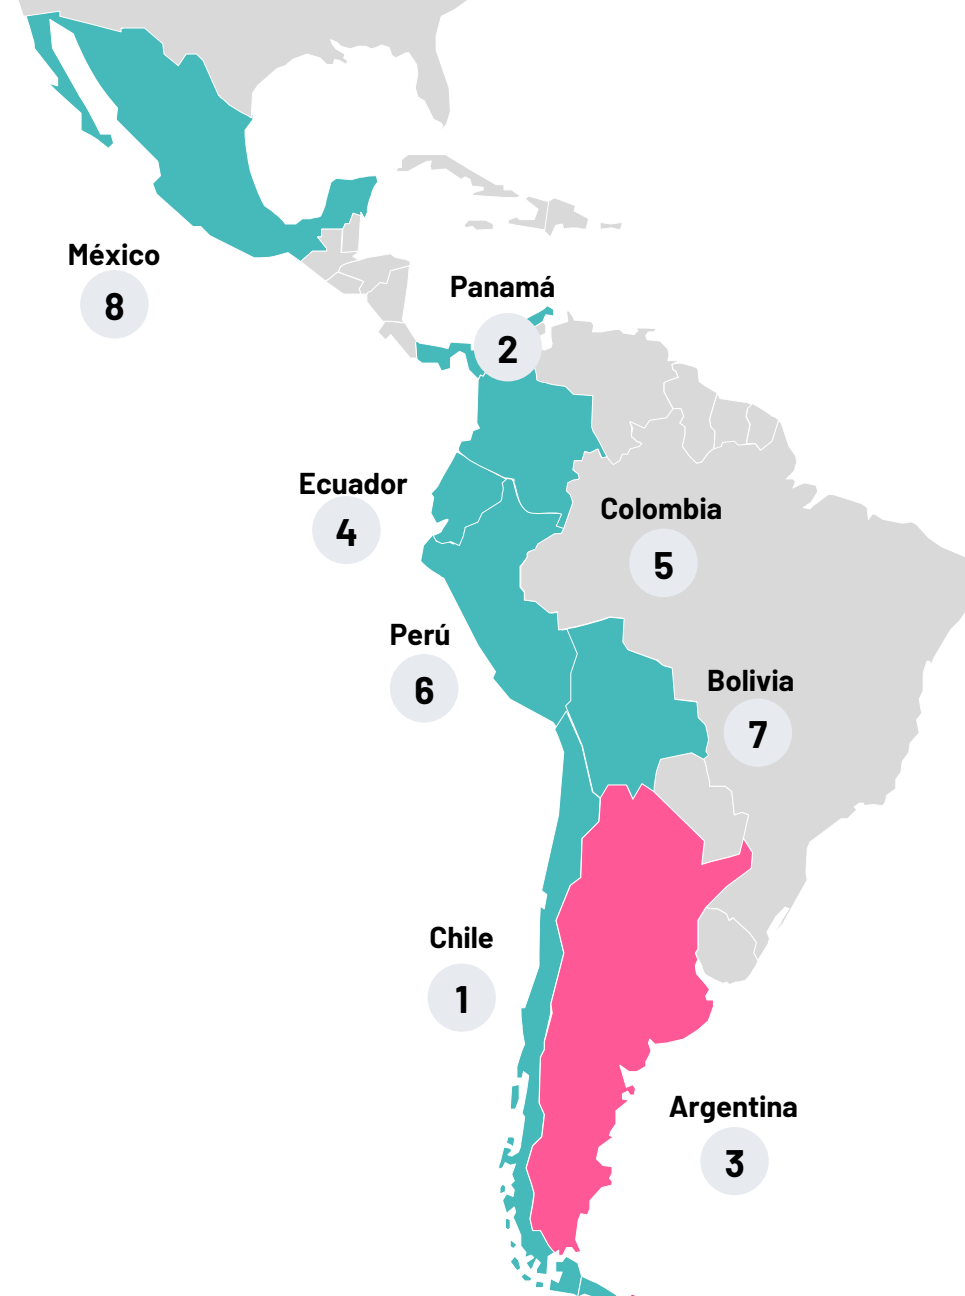 México
8
Panamá
2
Ecuador
4
Colombia
5
Perú
6
Bolivia
7
Chile
1
Argentina
3